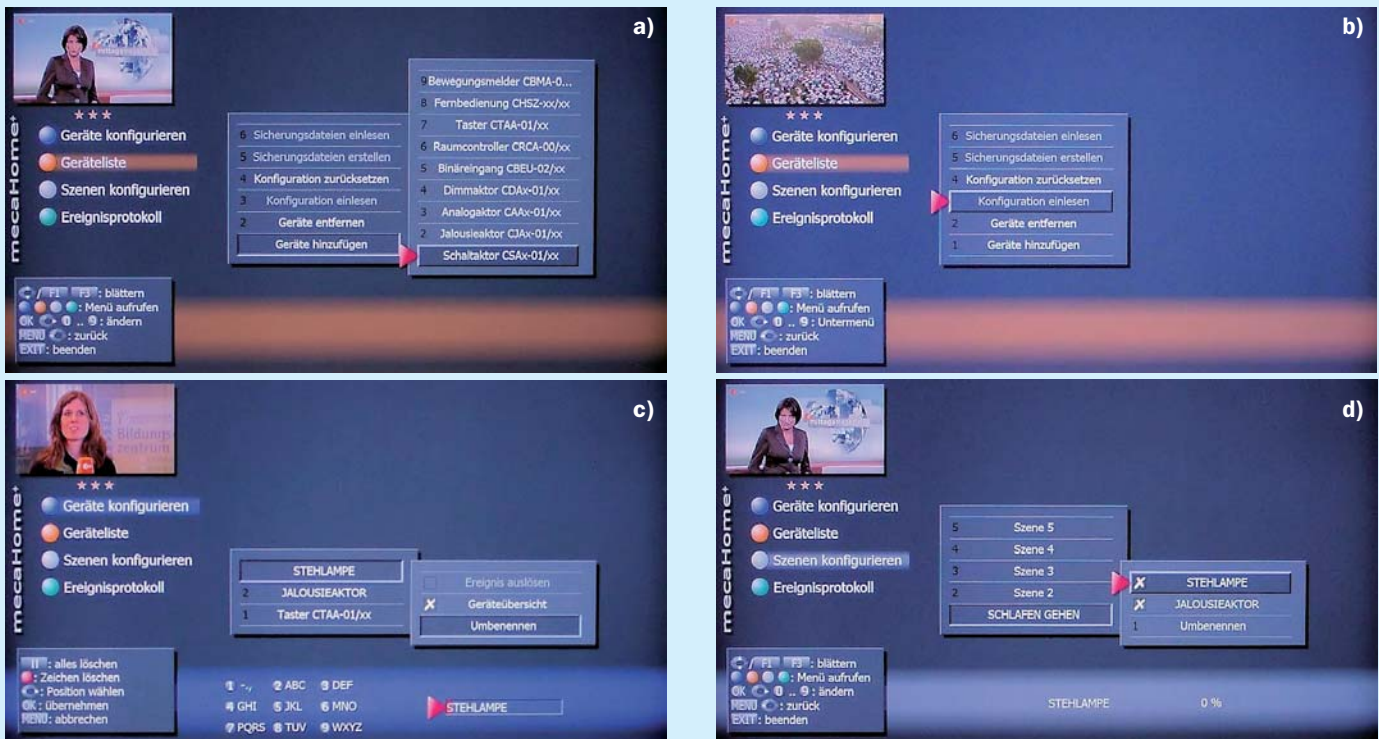 a)
mittagsmagazin
mecaHome+
Geräte konfigurieren
Geräteliste
Szenen konfigurieren
Ereignisprotokoll
6 Sicherungsdateien einlesen
5 Sicherungsdateien erstellen
4 Konfiguration zurücksetzen
3 Konfiguration einlesen
2 Geräte entfernen
Geräte hinzufügen
9 Bewegungsmelder CBMA-0...
8 Fernbedienung CHSZ-xx/xx
7 Taster CTAA-01/xx
6 Raumcontroller CRCA-00/xx
5 Binäreingang CBEU-02/xx
4 Dimmaktor CDAx-01/xx
3 Analogaktor CAAx-01/xx
2 Jalousieaktor CJAx-01/xx
Schaltaktor CSAx-01/xx
/ F1 F3 : blättern
: Menü aufrufen
OK 0 .. 9 : ändern
MENU : zurück
EXIT : beenden
b)
mecaHome+
Geräte konfigurieren
Geräteliste
Szenen konfigurieren
Ereignisprotokoll
6 Sicherungsdateien einlesen
5 Sicherungsdateien erstellen
4 Konfiguration zurücksetzen
Konfiguration einlesen
2 Geräte entfernen
1 Geräte hinzufügen
/ F1 F3 : blättern
: Menü aufrufen
OK 0 .. 9 : Untermenü
MENU : zurück
EXIT : beenden
c)
Bildungs
zentrum
mecaHome+
Geräte konfigurieren
Geräteliste
Szenen konfigurieren
Ereignisprotokoll
STEHLAMPE
2 JALOUSIEAKTOR
1 Taster CTAA-01/xx
Ereignis auslösen
Geräteübersicht
Umbenennen
II : alles löschen
: Zeichen löschen
: Position wählen
OK : übernehmen
MENU : abbrechen
1 -., 2 ABC 3 DEF
4 GHI 5 JKL 6 MNO
7 PQRS 8 TUV 9 WXYZ
STEHLAMPE
d)
mittagsmagazin
mecaHome+
Geräte konfigurieren
Geräteliste
Szenen konfigurieren
Ereignisprotokoll
5 Szene 5
4 Szene 4
3 Szene 3
2 Szene 2
SCHLAFEN GEHEN
STEHLAMPE
JALOUSIEAKTOR
1 Umbenennen
/ F1 F3 : blättern
: Menü aufrufen
OK 0 .. 9 : ändern
MENU : zurück
EXIT : beenden
STEHLAMPE 0 %